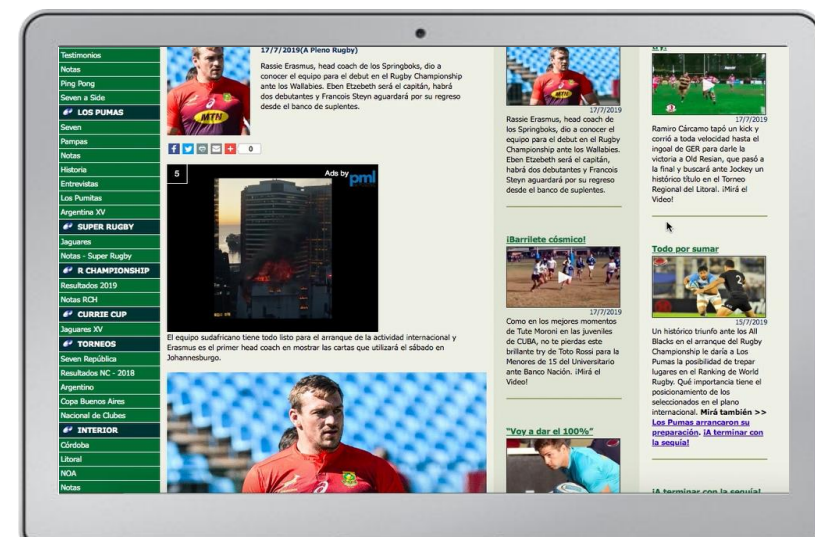 Testimonios
Notas
Ping Pong
Seven a Side
LOS PUMAS
Seven
Pampas
Notas
Historia
Entrevistas
Los Pumitas
Argentina XV
SUPER RUGBY
Jaguares
Notas - Super Rugby
R CHAMPIONSHIP
Resultados 2019
Notas RCH
CURRIE CUP
Jaguares XV
TORNEOS
Seven República
Resultados NC - 2018
Argentino
Copa Buenos Aires
Nacional de Clubes
INTERIOR
Córdoba
Litoral
NOA
Notas
17/7/2019(A Pleno Rugby)
Rassie Erasmus, head coach de los Springboks, dio a
conocer el equipo para el debut en el Rugby Championship
ante los Wallabies. Eben Etzebeth será el capitán, habrá
dos debutantes y Francois Steyn aguardará por su regreso
desde el banco de suplentes.
MTN
0
5
Ads by pml
El equipo sudafricano tiene todo listo para el arranque de la actividad internacional y
Erasmus es el primer head coach en mostrar las cartas que utilizará el sábado en
Johannesburgo.
MTN
17/7/2019
Rassie Erasmus, head coach de
los Springboks, dio a conocer el
equipo para el debut en el Rugby
Championship ante los Wallabies.
Eben Etzebeth será el capitán,
habrá dos debutantes y Francois
Steyn aguardará por su regreso
desde el banco de suplentes.
¡Barrilete cósmico!
17/7/2019
Como en los mejores momentos
de Tute Moroni en las juveniles
de CUBA, no te pierdas este
brillante try de Toto Rossi para la
Menores de 15 del Universitario
ante Banco Nación. ¡Mirá el
Video!
"Voy a dar el 100%"
try!
17/7/2019
Ramiro Cárcamo tapó un kick y
corrió a toda velocidad hasta el
ingoal de GER para darle la
victoria a Old Resian, que pasó a
la final y buscará ante Jockey un
histórico título en el Torneo
Regional del Litoral. ¡Mirá el
Video!
Todo por sumar
15/7/2019
Un histórico triunfo ante los All
Blacks en el arranque del Rugby
Championship le daría a Los
Pumas la posibilidad de trepar
lugares en el Ranking de World
Rugby. Qué importancia tiene el
posicionamiento de los
seleccionados en el plano
internacional. Mirá también >>
Los Pumas arrancaron su
preparación. ¡A terminar con
la sequía!
¡A terminar con la sequía!